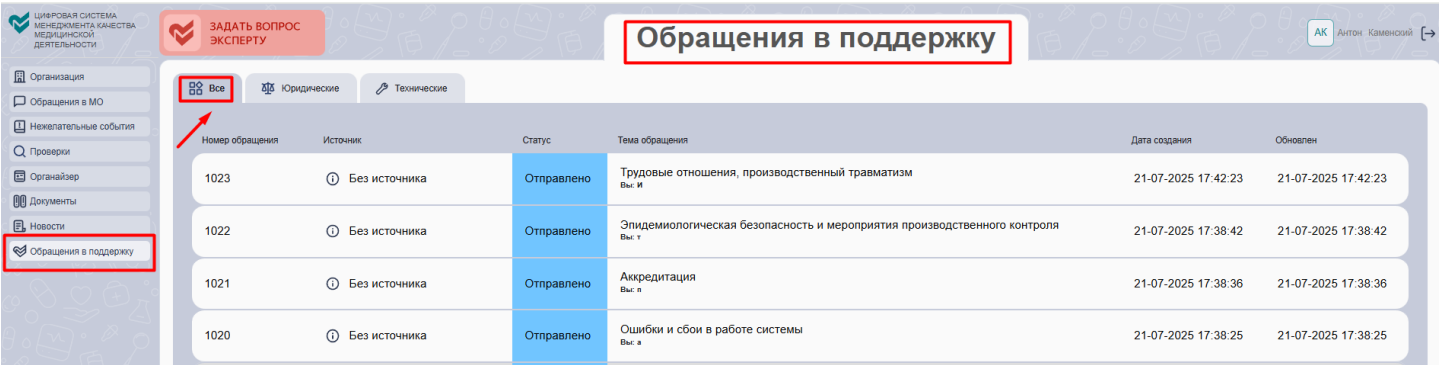 ЦИФРОВАЯ СИСТЕМА
МЕНЕДЖМЕНТА КАЧЕСТВА
МЕДИЦИНСКОЙ
ДЕЯТЕЛЬНОСТИ
ЗАДАТЬ ВОПРОС
ЭКСПЕРТУ
Обращения в поддержку
АК Антон Каменский
Организация
Обращения в МО
Нежелательные события
Проверки
Органайзер
Документы
Новости
Обращения в поддержку
Все Юридические Технические
Номер обращения Источник Статус Тема обращения Дата создания Обновлен
1023 Без источника Отправлено Трудовые отношения, производственный травматизм 21-07-2025 17:42:23 21-07-2025 17:42:23
Вы: И
1022 Без источника Отправлено Эпидемиологическая безопасность и мероприятия производственного контроля 21-07-2025 17:38:42 21-07-2025 17:38:42
Вы: т
1021 Без источника Отправлено Аккредитация 21-07-2025 17:38:36 21-07-2025 17:38:36
Вы: п
1020 Без источника Отправлено Ошибки и сбои в работе системы 21-07-2025 17:38:25 21-07-2025 17:38:25
Вы: а